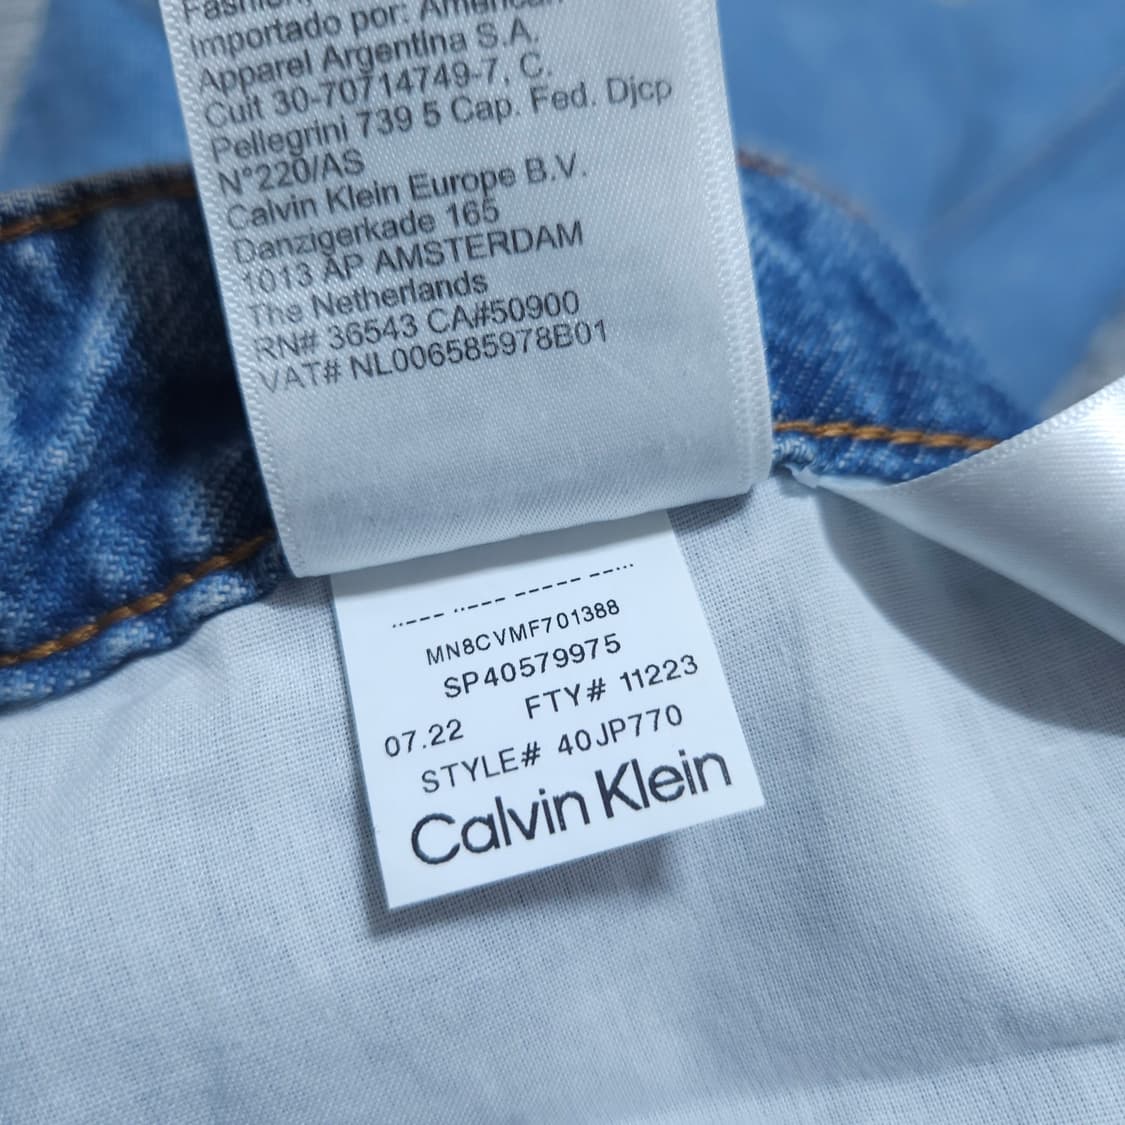 Importado por: American
Apparel Argentina S.A.
Cuit 30-70714749-7, C.
Pellegrini 739 5 Cap. Fed. Djcp
N°220/AS
Calvin Klein Europe B.V.
Danzigerkade 165
1013 AP AMSTERDAM
The Netherlands
RN# 36543 CA#50900
VAT# NL006585978B01
MN8CVMF701388
SP40579975
07.22 FTY# 11223
STYLE# 40JP770
Calvin Klein